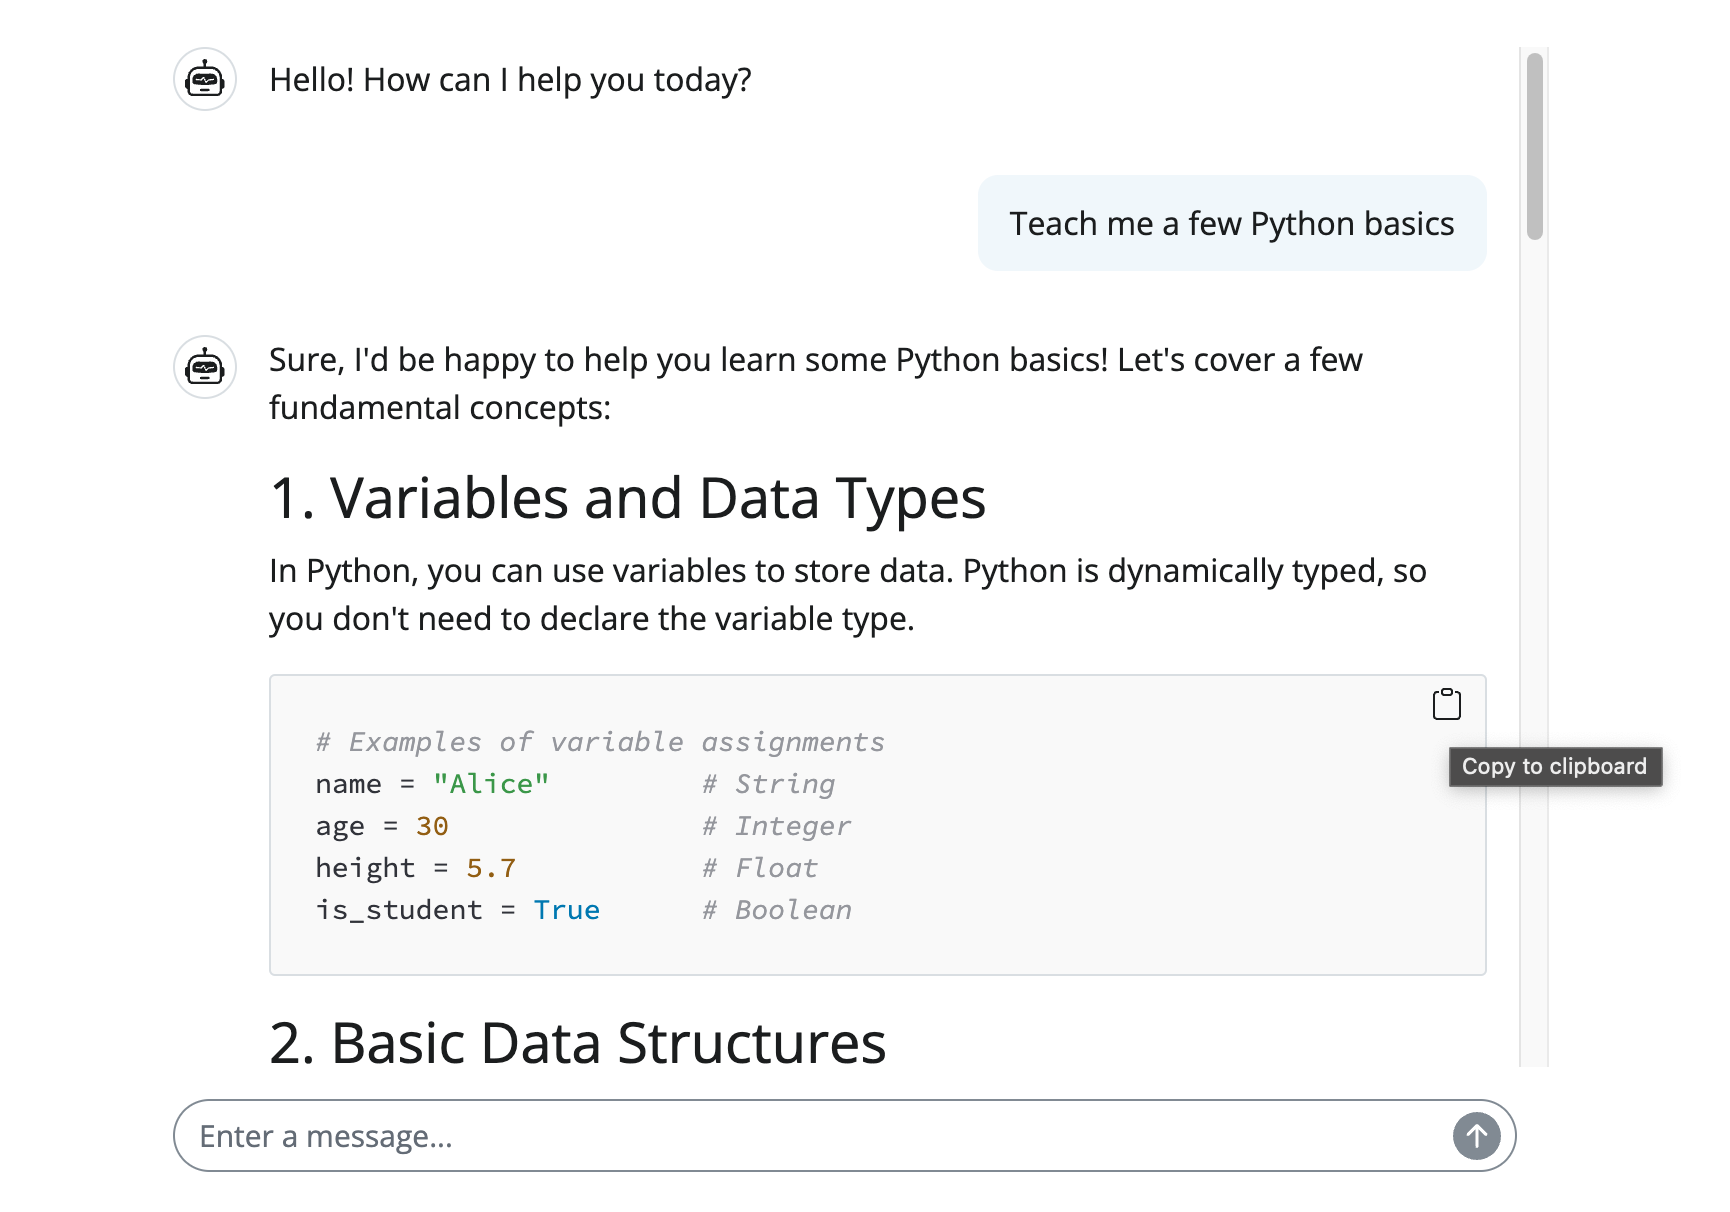 Hello! How can I help you today?
Teach me a few Python basics
Sure, I'd be happy to help you learn some Python basics! Let's cover a few
fundamental concepts:
1. Variables and Data Types
In Python, you can use variables to store data. Python is dynamically typed, so
you don't need to declare the variable type.
# Examples of variable assignments
name = "Alice"         # String
age = 30               # Integer
height = 5.7           # Float
is_student = True      # Boolean
Copy to clipboard
2. Basic Data Structures
Enter a message...